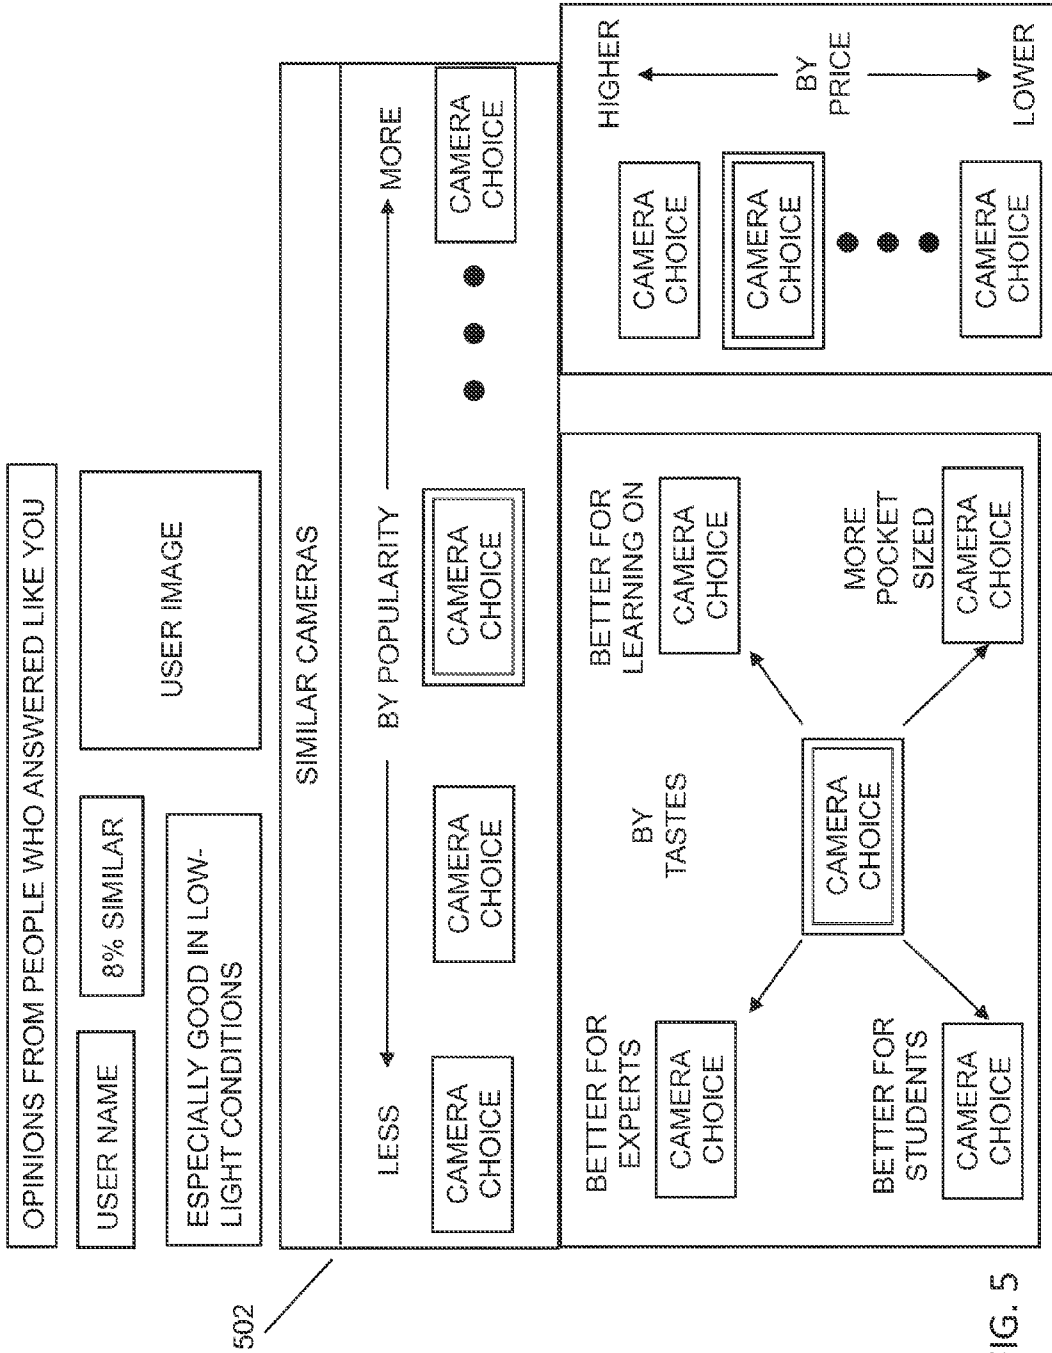 OPINIONS FROM PEOPLE WHO ANSWERED LIKE YOU
USER NAME
8% SIMILAR
USER IMAGE
ESPECIALLY GOOD IN LOW-
LIGHT CONDITIONS
502
SIMILAR CAMERAS
LESS
BY POPULARITY
MORE
CAMERA
CHOICE
CAMERA
CHOICE
CAMERA
CHOICE
CAMERA
CHOICE
BETTER FOR
EXPERTS
CAMERA
CHOICE
BY
TASTES
BETTER FOR
LEARNING ON
CAMERA
CHOICE
CAMERA
CHOICE
BETTER FOR
STUDENTS
CAMERA
CHOICE
MORE
POCKET
SIZED
CAMERA
CHOICE
HIGHER
BY
PRICE
LOWER
CAMERA
CHOICE
CAMERA
CHOICE
CAMERA
CHOICE
IG. 5